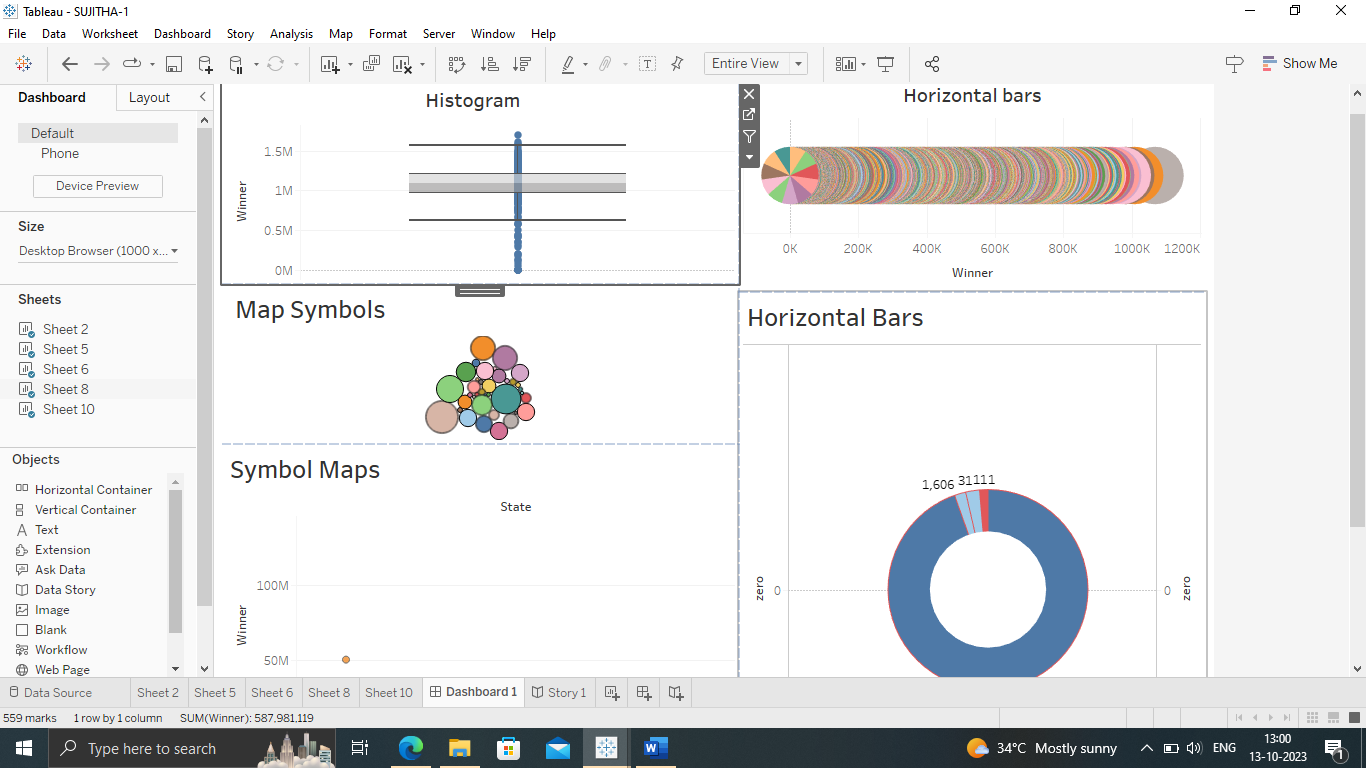 Tableau - SUJITHA-1
File Data Worksheet Dashboard Story Analysis Map Format Server Window Help
Entire View
Show Me
Dashboard Layout
Default
Phone
Device Preview
Size
Desktop Browser (1000 x...
Sheets
Sheet 2
Sheet 5
Sheet 6
Sheet 8
Sheet 10
Objects
Horizontal Container
Vertical Container
Text
Extension
Ask Data
Data Story
Image
Blank
Workflow
Web Page
Histogram
1.5M
1M
0.5M
0M
Winner
Horizontal bars
0K 200K 400K 600K 800K 1000K 1200K
Winner
Map Symbols
Symbol Maps
State
100M
50M
Winner
Horizontal Bars
1,606 31111
zero 0 0 zero
Data Source Sheet 2 Sheet 5 Sheet 6 Sheet 8 Sheet 10 Dashboard 1 Story 1
559 marks 1 row by 1 column SUM(Winner): 587,981,119
Type here to search
34°C Mostly sunny
ENG
13:00
13-10-2023
1